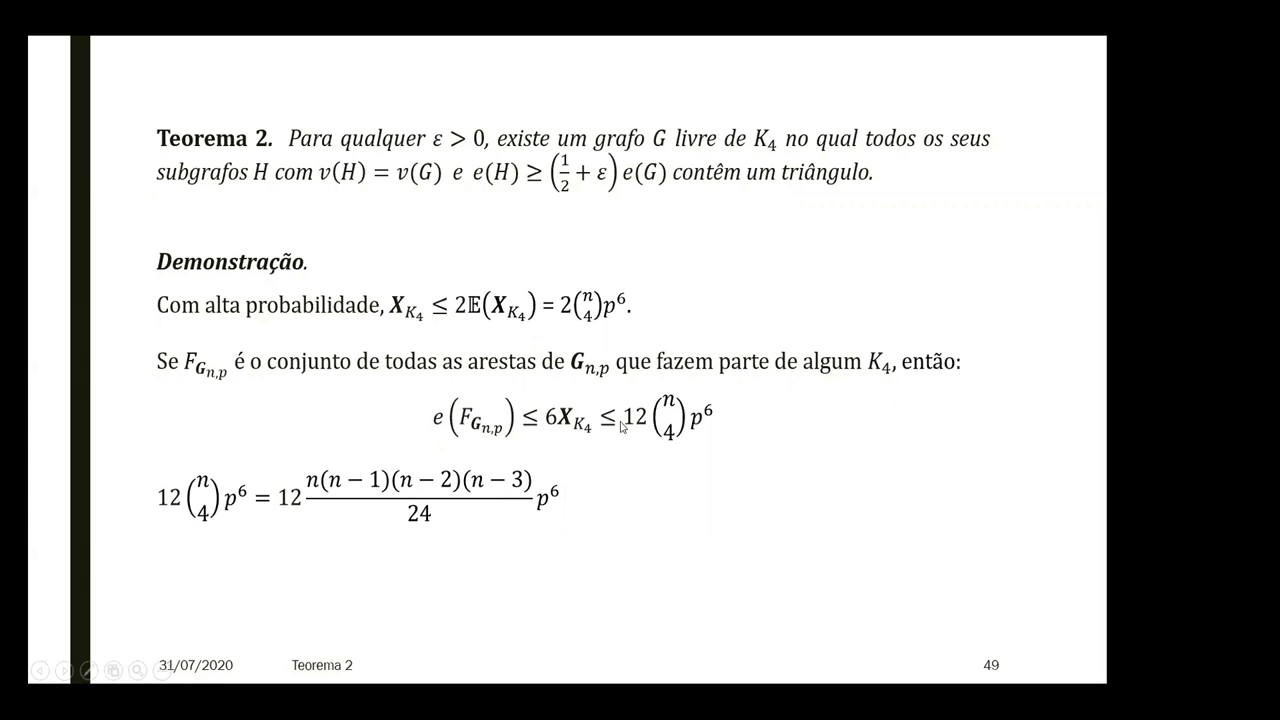 Teorema 2. Para qualquer ε > 0, existe um grafo G livre de K₄ no qual todos os seus
subgrafos H com v(H) = v(G) e e(H) ≥ (1/2 + ε) e(G) contêm um triângulo.
Demonstração.
Com alta probabilidade, X_{K₄} ≤ 2𝔼(X_{K₄}) = 2(n 4)p⁶.
Se F_{G_{n,p}} é o conjunto de todas as arestas de G_{n,p} que fazem parte de algum K₄, então:
e(F_{G_{n,p}}) ≤ 6X_{K₄} ≤ 12(n 4)p⁶
12(n 4)p⁶ = 12 n(n − 1)(n − 2)(n − 3)/24 p⁶
31/07/2020 Teorema 2 49